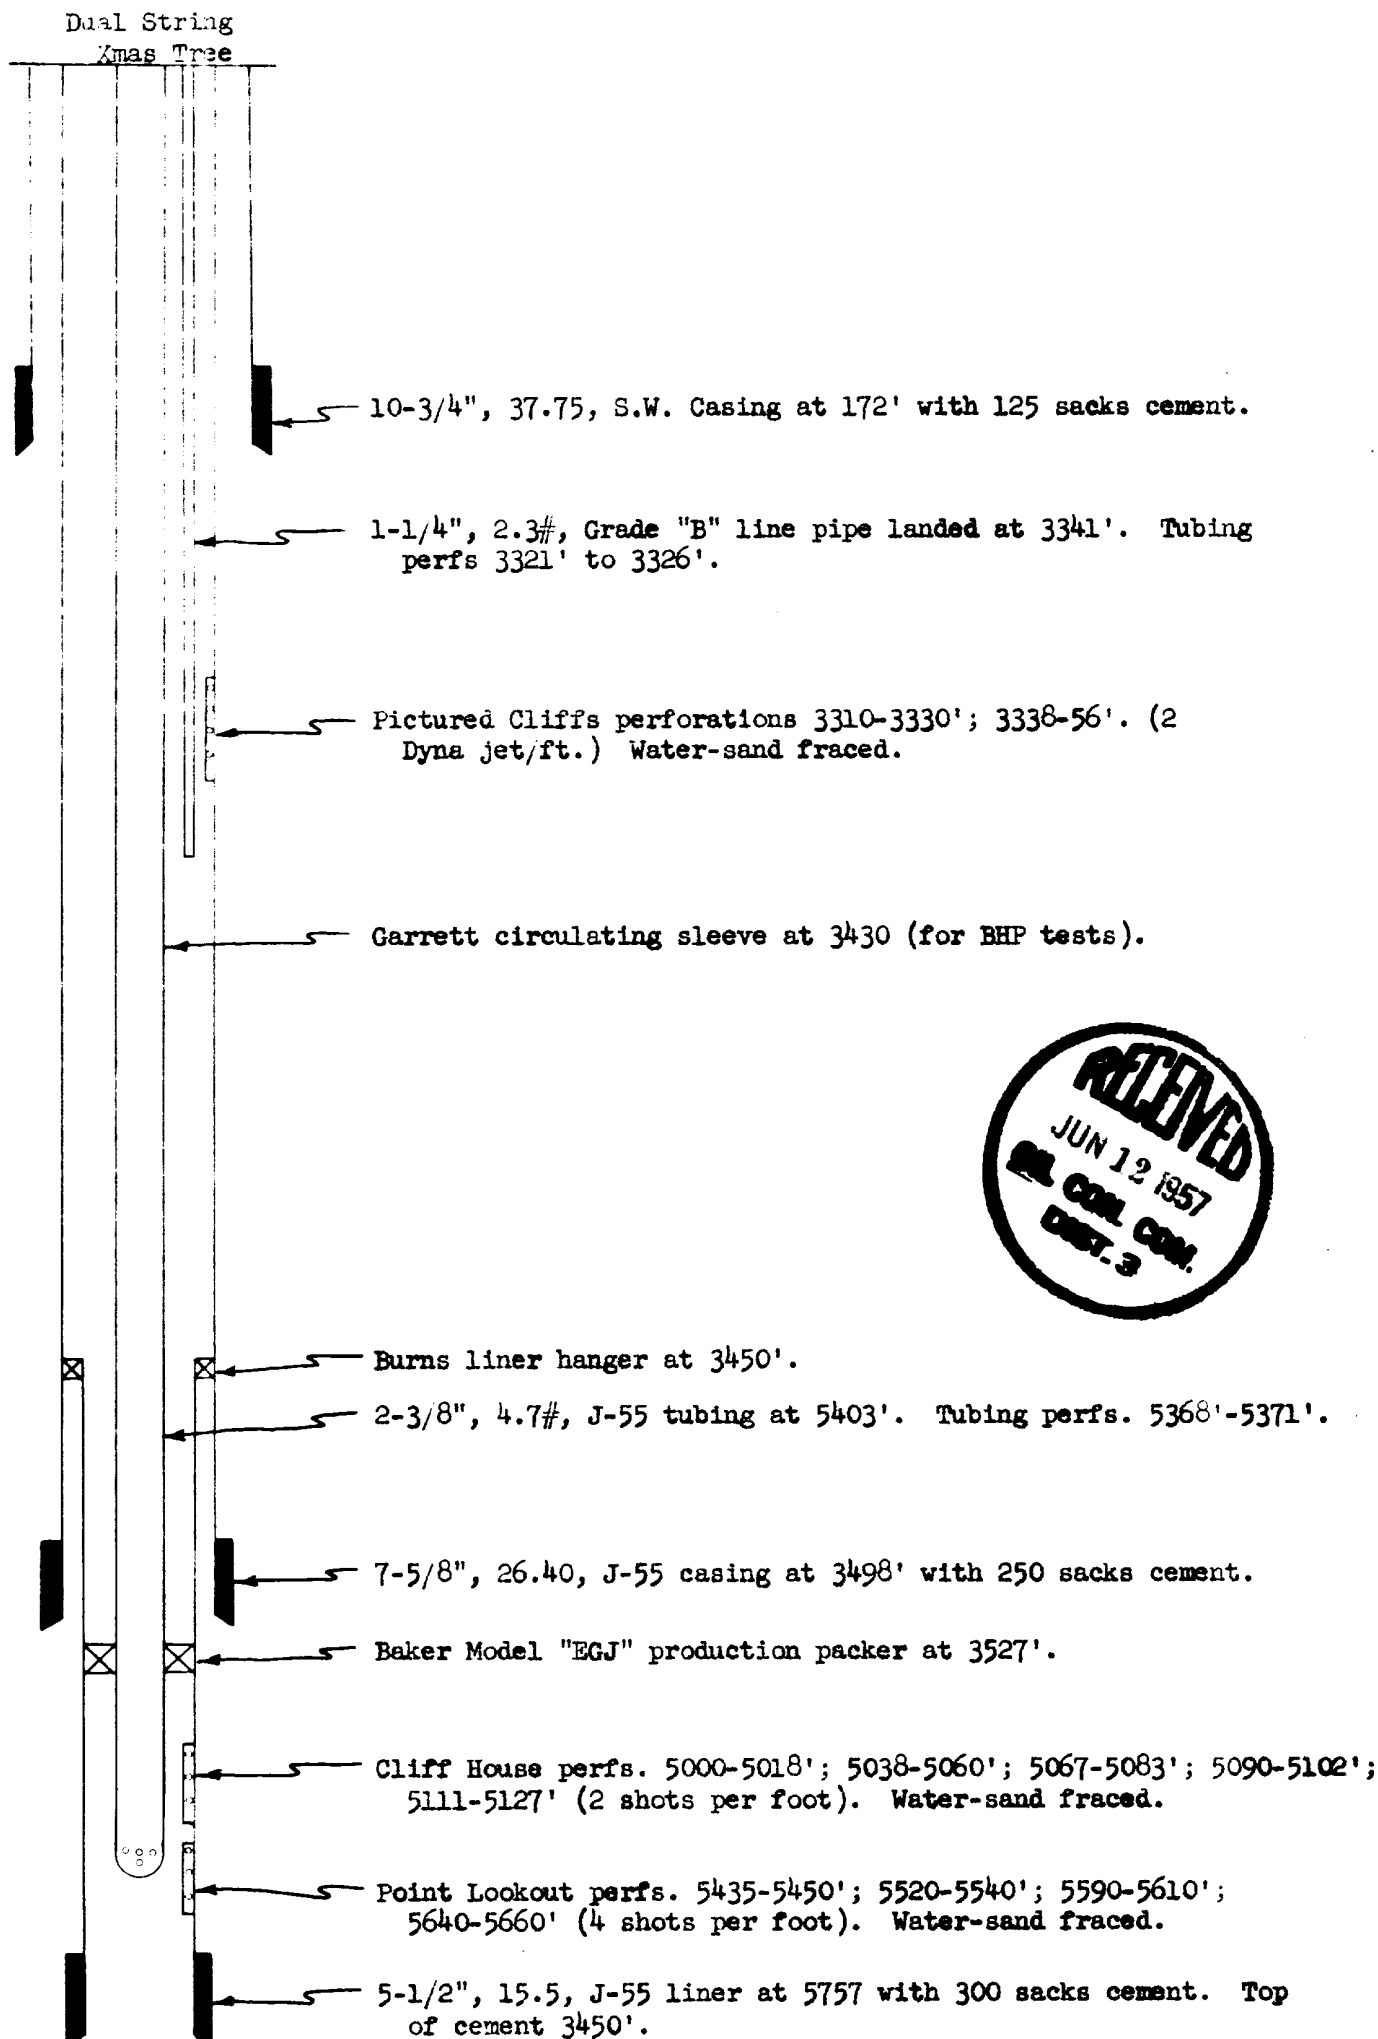 Dual String
Xmas Tree
10-3/4", 37.75, S.W. Casing at 172' with 125 sacks cement.
1-1/4", 2.3#, Grade "B" line pipe landed at 3341'. Tubing
perfs 3321' to 3326'.
Pictured Cliffs perforations 3310-3330'; 3338-56'. (2
Dyna jet/ft.) Water-sand fraced.
Garrett circulating sleeve at 3430 (for BHP tests).
RECEIVED
JUN 12 1957
OIL CON. COM.
DIST. 3
Burns liner hanger at 3450'.
2-3/8", 4.7#, J-55 tubing at 5403'. Tubing perfs. 5368'-5371'.
7-5/8", 26.40, J-55 casing at 3498' with 250 sacks cement.
Baker Model "EGJ" production packer at 3527'.
Cliff House perfs. 5000-5018'; 5038-5060'; 5067-5083'; 5090-5102';
5111-5127' (2 shots per foot). Water-sand fraced.
Point Lookout perfs. 5435-5450'; 5520-5540'; 5590-5610';
5640-5660' (4 shots per foot). Water-sand fraced.
5-1/2", 15.5, J-55 liner at 5757 with 300 sacks cement. Top
of cement 3450'.